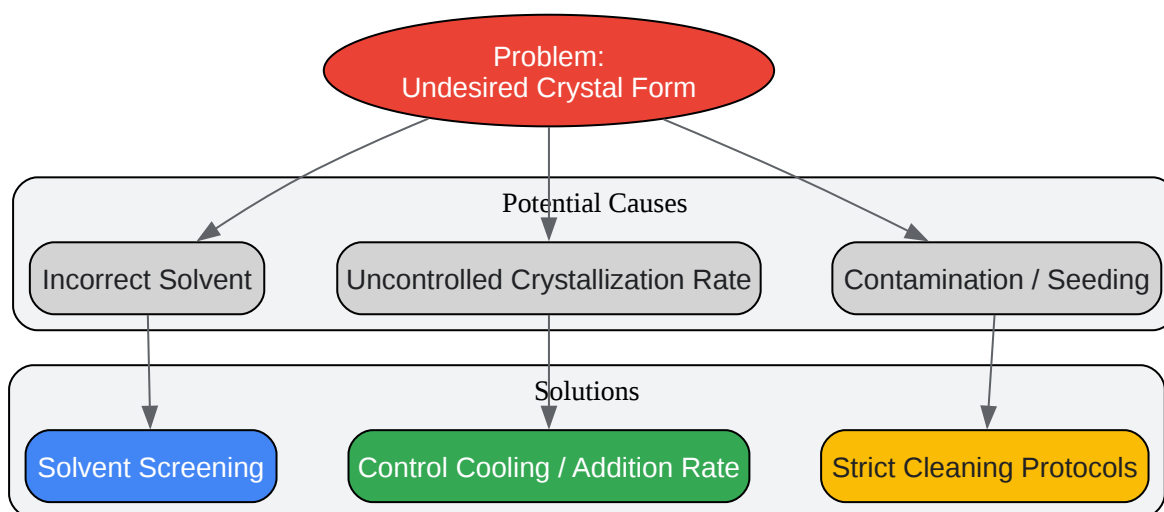 Problem:
Undesired Crystal Form
Potential Causes
Incorrect Solvent
Uncontrolled Crystallization Rate
Contamination / Seeding
Solutions
Solvent Screening
Control Cooling / Addition Rate
Strict Cleaning Protocols